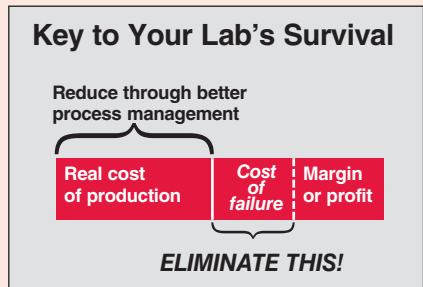 Key to Your Lab's Survival
Reduce through better
process management
Real cost
of production
Cost
of
failure
Margin
or profit
ELIMINATE THIS!